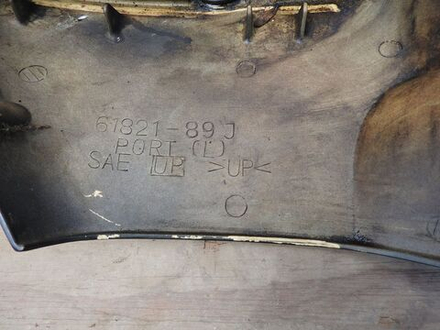 61821-89J
PORT (L)
SAE UP >UP<